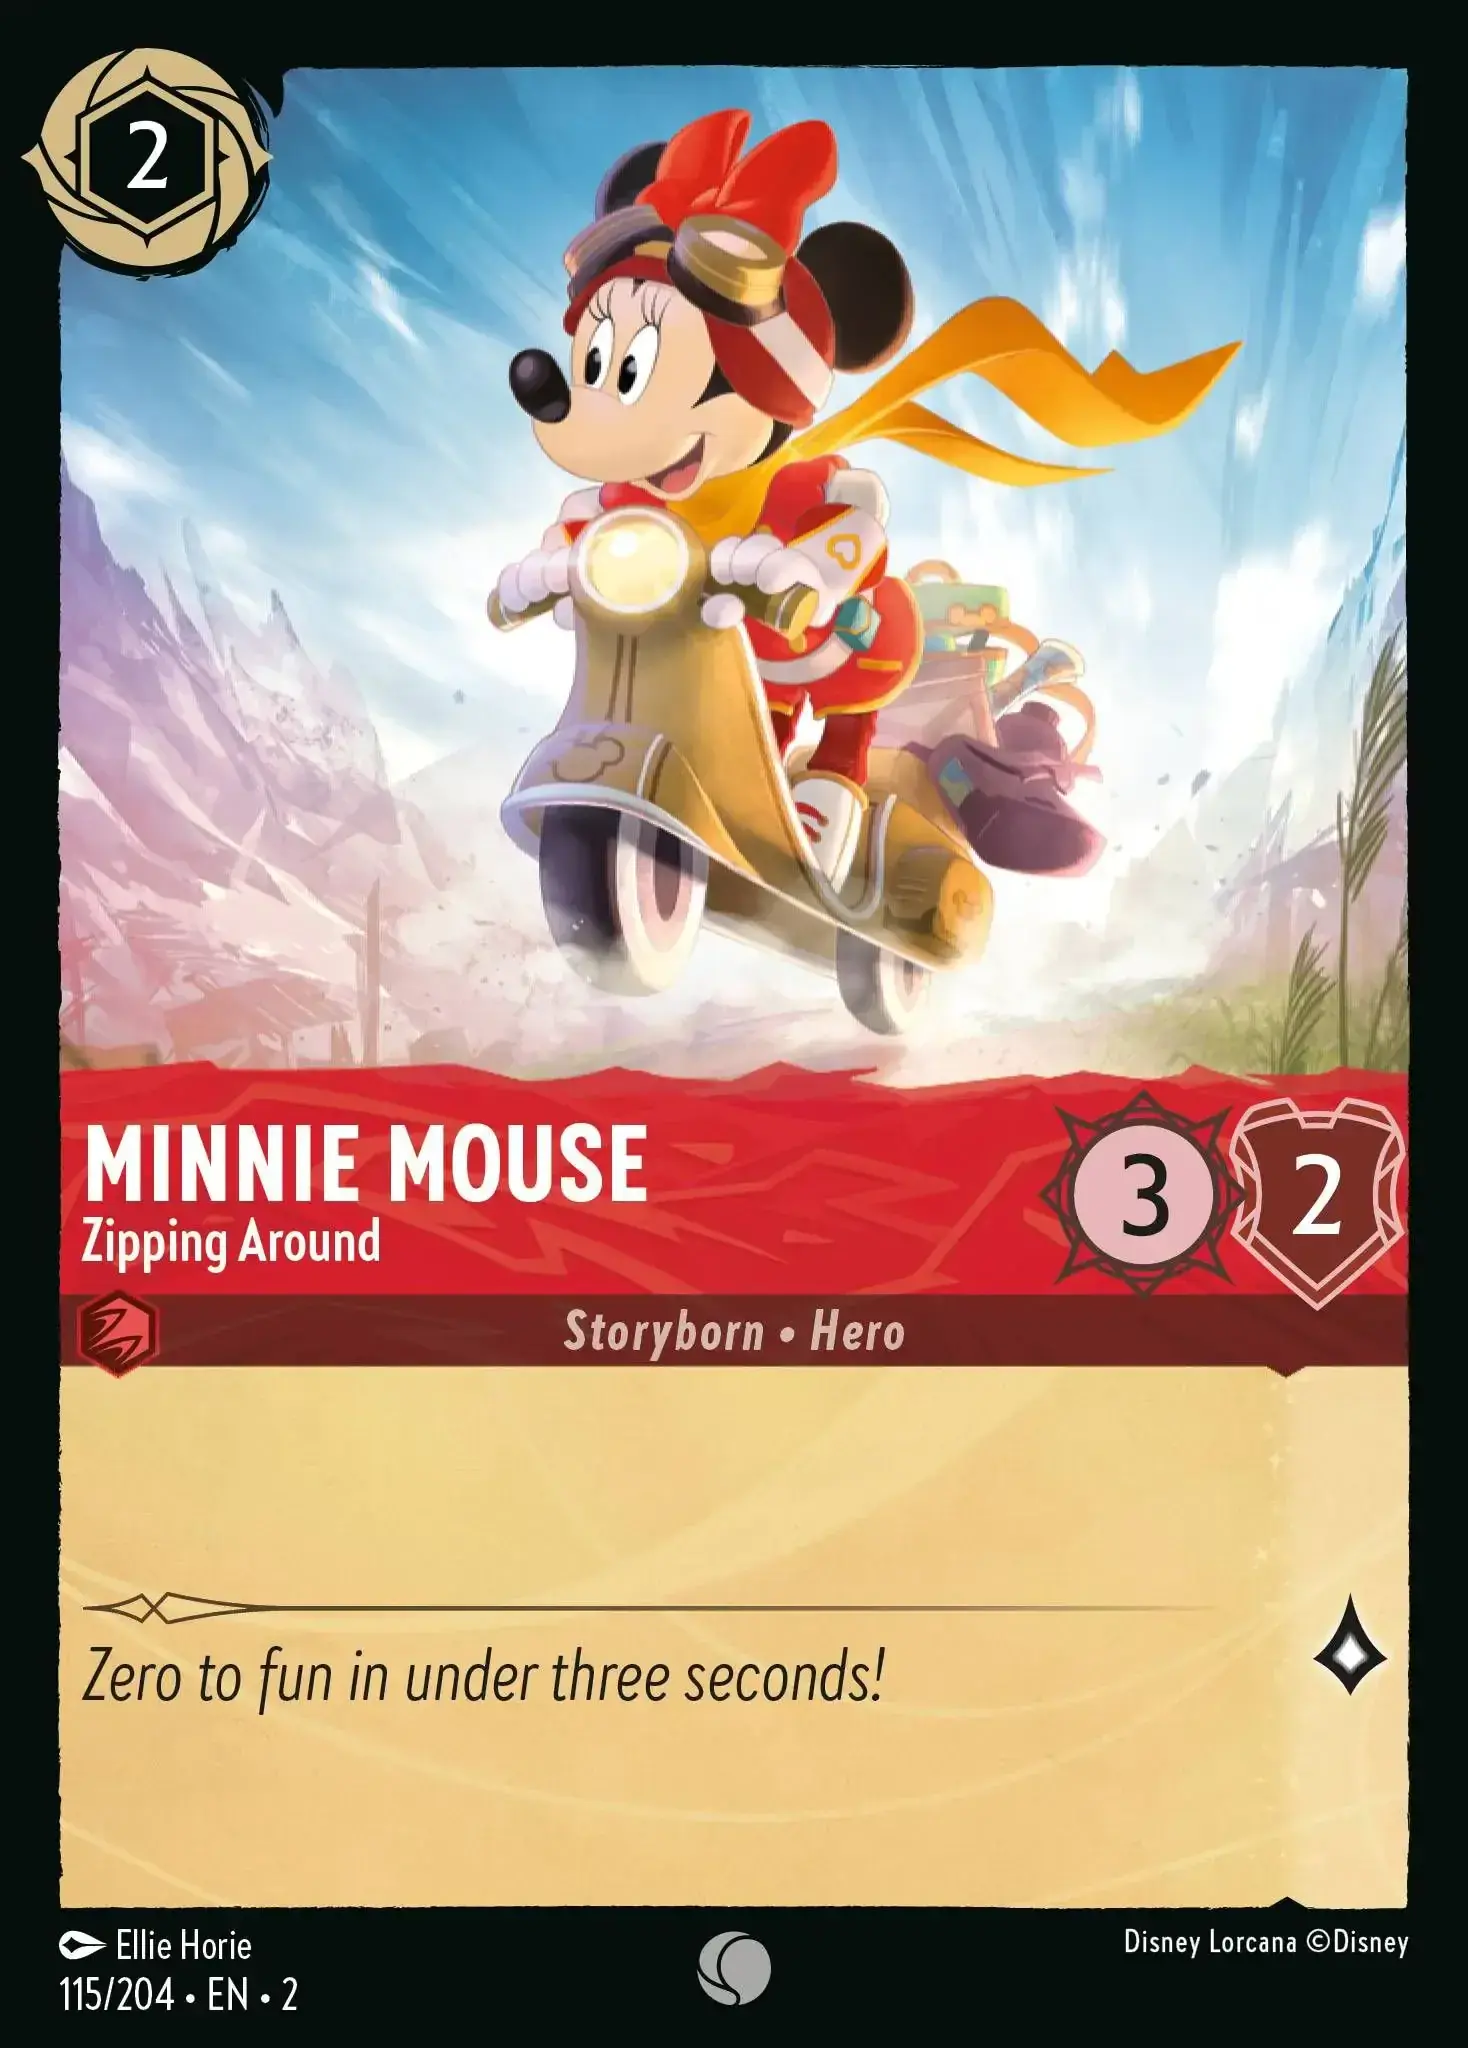 2
MINNIE MOUSE
Zipping Around
3
2
Storyborn • Hero
Zero to fun in under three seconds!
Ellie Horie
115/204 • EN • 2
Disney Lorcana ©Disney